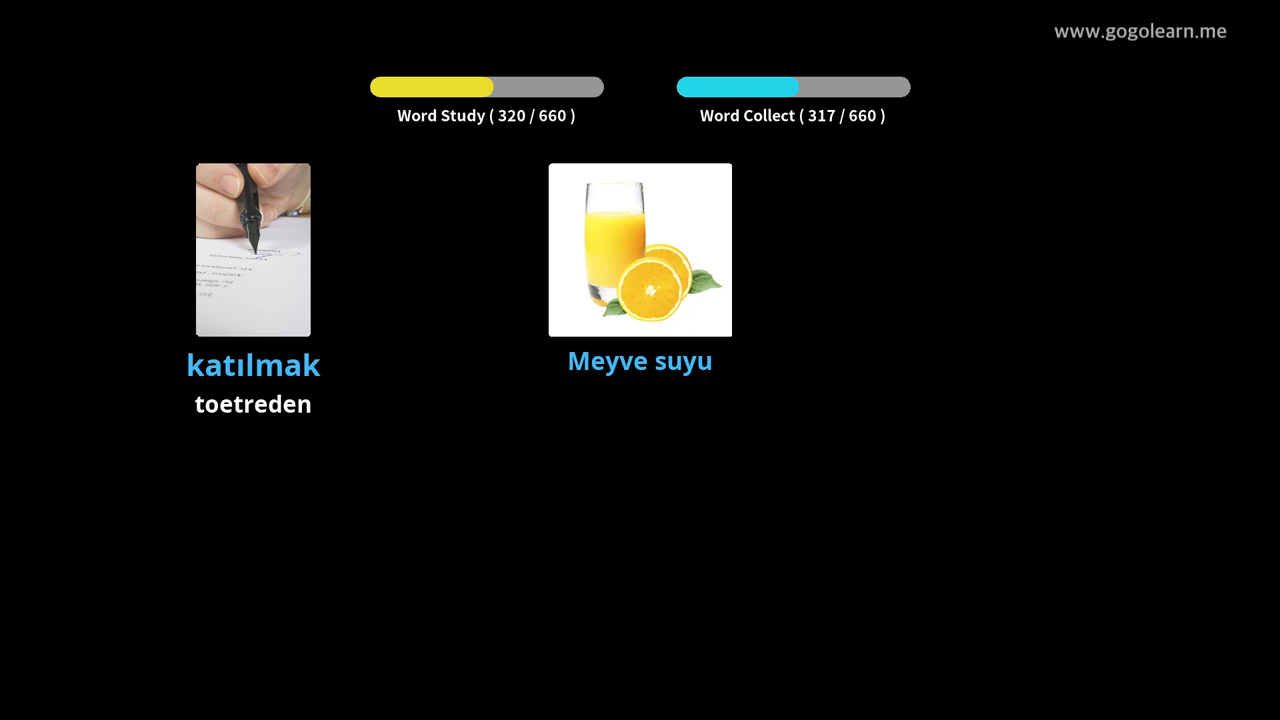 www.gogolearn.me
Word Study ( 320 / 660 )
Word Collect ( 317 / 660 )
katılmak
toetreden
Meyve suyu